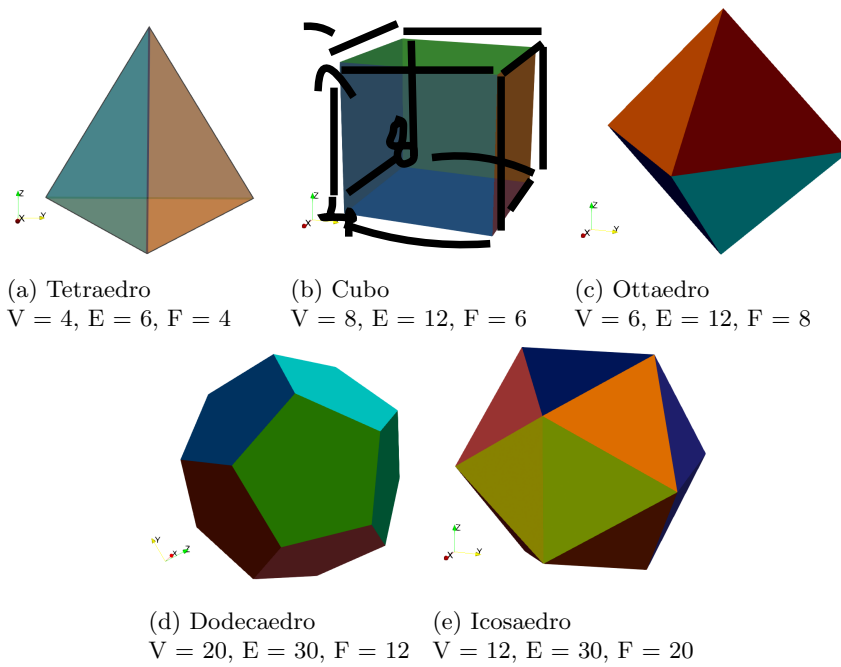 Z
X
Y
Z
X
Z
X
Y
(a) Tetraedro
V = 4, E = 6, F = 4
(b) Cubo
V = 8, E = 12, F = 6
(c) Ottaedro
V = 6, E = 12, F = 8
Y
X
Z
Z
X
Y
(d) Dodecaedro
V = 20, E = 30, F = 12
(e) Icosaedro
V = 12, E = 30, F = 20